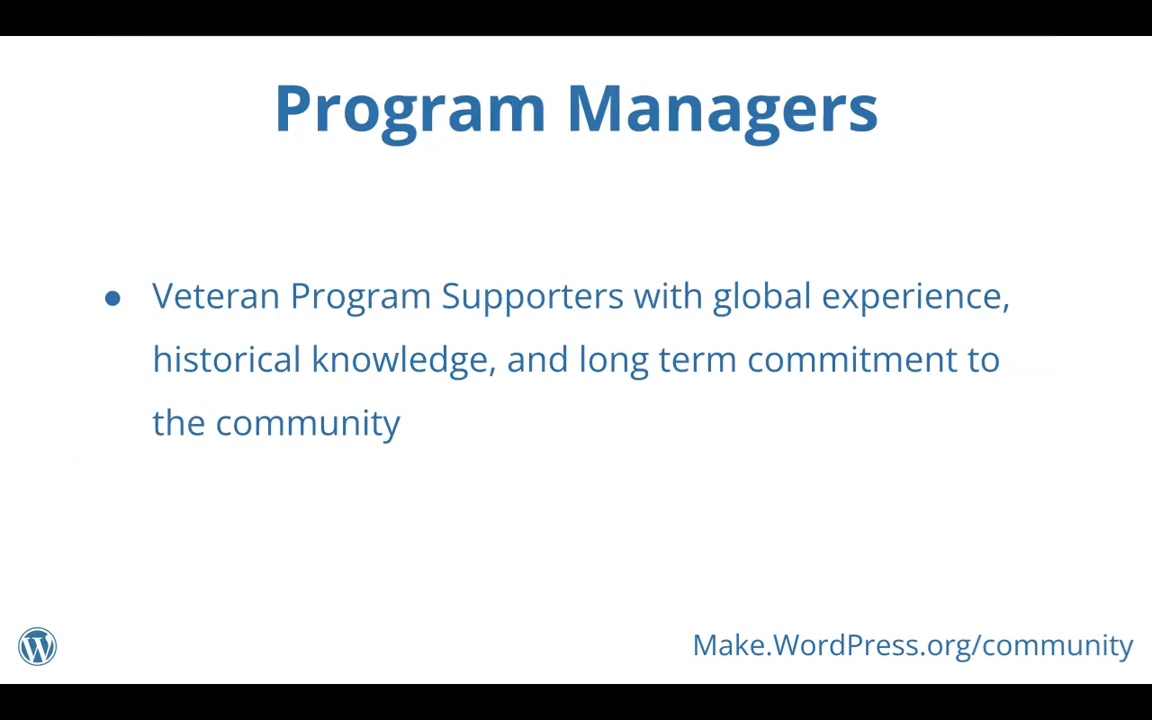 Program Managers
● Veteran Program Supporters with global experience,
historical knowledge, and long term commitment to
the community
Make.WordPress.org/community